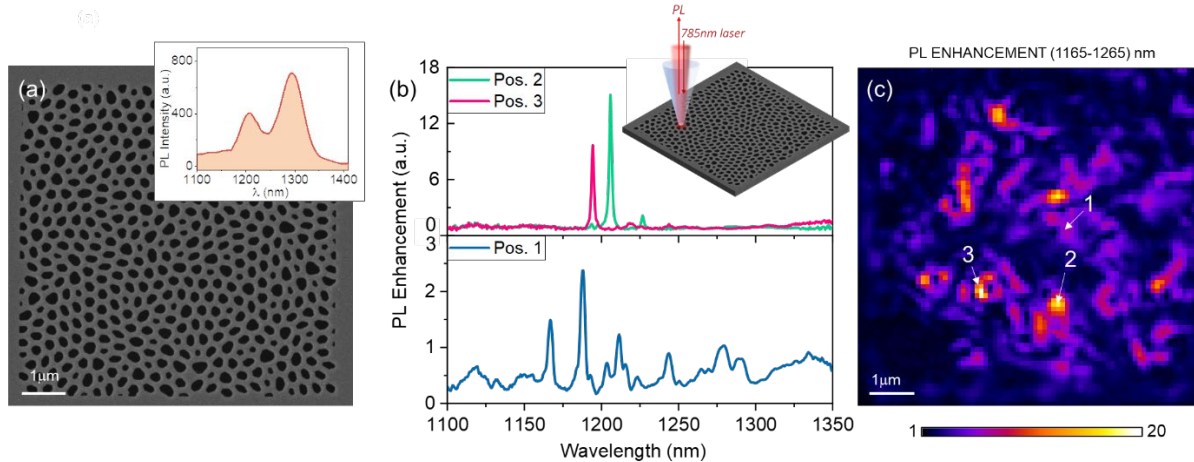 (a)
PL Intensity (a.u.)
800
400
0
1100 1200 1300 1400
λ (nm)
1μm
(b)
PL
785nm laser
Pos. 2
Pos. 3
18
12
6
0
Pos. 1
3
2
1
0
PL Enhancement (a.u.)
1100 1150 1200 1250 1300 1350
Wavelength (nm)
PL ENHANCEMENT (1165-1265) nm
(c)
1
3
2
1μm
1 20